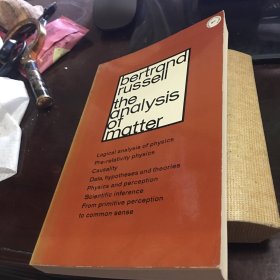 bertrand
russell
the
analysis
of
matter
Logical analysis of physics
Pre-relativity physics
Causality
Data, hypotheses and theories
Physics and perception
Scientific inference
From primitive perception
to common sense